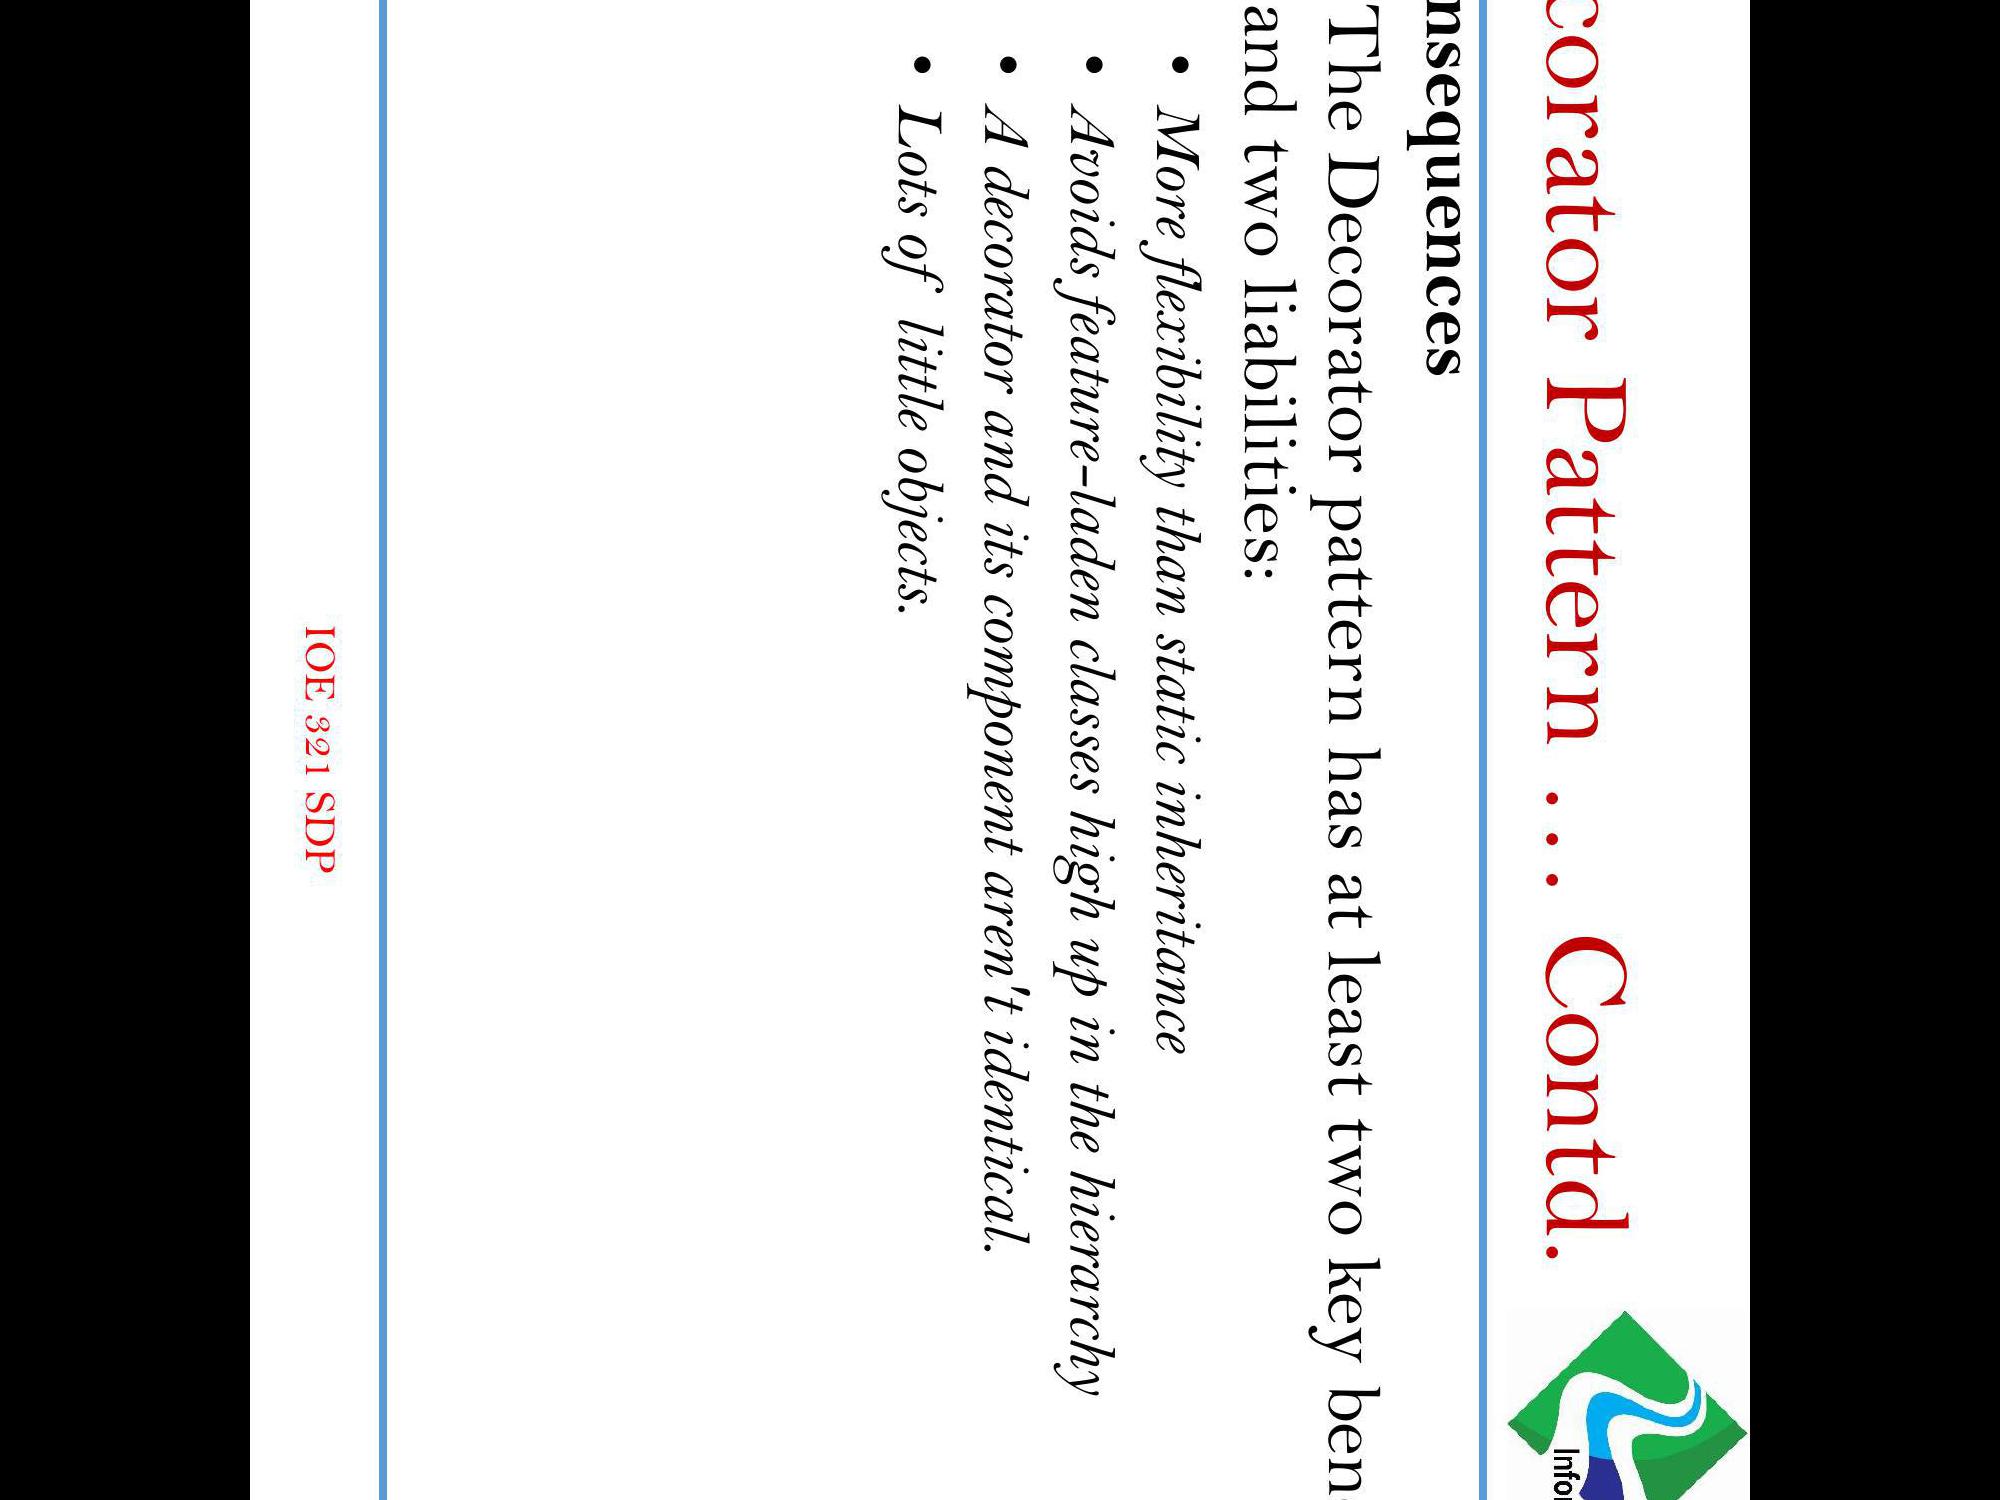 corator Pattern ... Contd.
nsequences
The Decorator pattern has at least two key ben
and two liabilities:
• More flexibility than static inheritance
• Avoids feature-laden classes high up in the hierarchy
• A decorator and its component aren't identical.
• Lots of little objects.
IOE 321 SDP
Infor